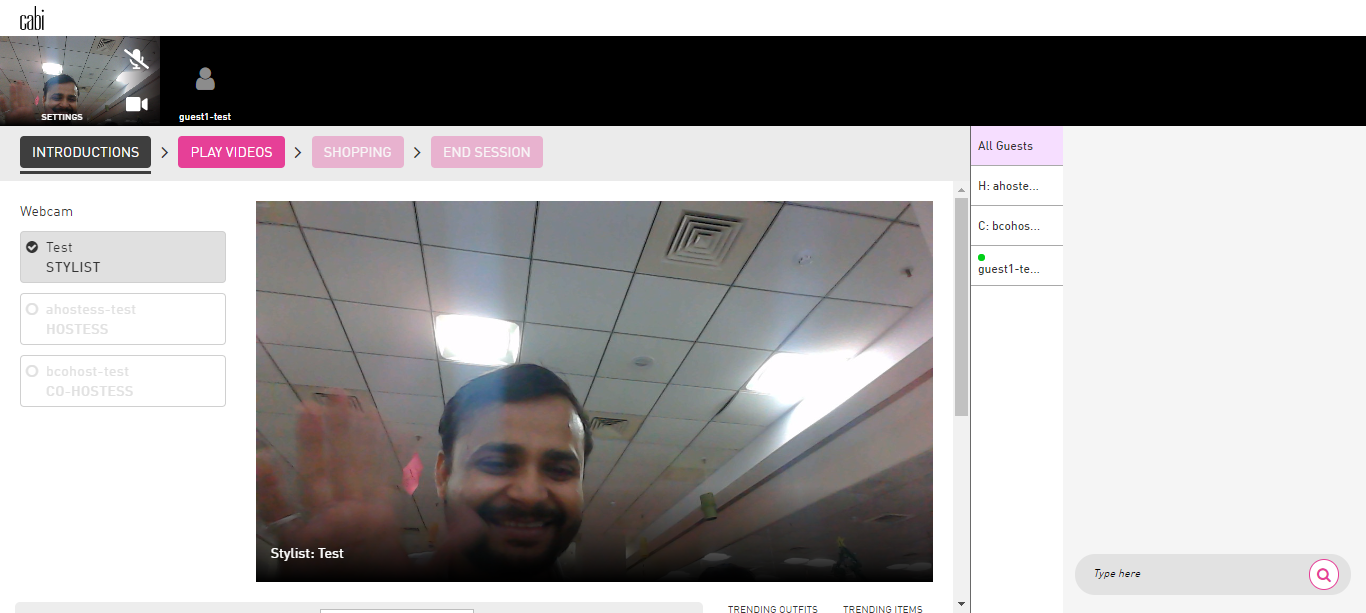 cabi
SETTINGS
guest1-test
INTRODUCTIONS > PLAY VIDEOS > SHOPPING > END SESSION
Webcam
Test
STYLIST
ahostess-test
HOSTESS
bcohost-test
CO-HOSTESS
Stylist: Test
TRENDING OUTFITS
TRENDING ITEMS
All Guests
H: ahoste...
C: bcohos...
guest1-te...
Type here